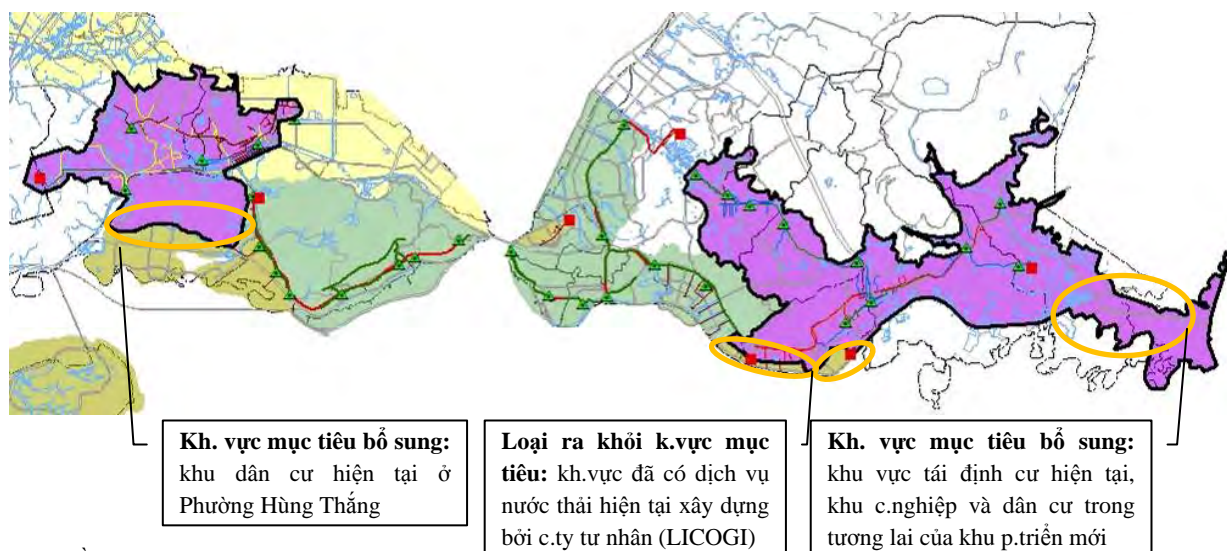 Kh. vực mục tiêu bổ sung:
khu dân cư hiện tại ở
Phường Hùng Thắng
Loại ra khỏi k.vực mục
tiêu: kh.vực đã có dịch vụ
nước thải hiện tại xây dựng
bởi c.ty tư nhân (LICOGI)
Kh. vực mục tiêu bổ sung:
khu vực tái định cư hiện tại,
khu c.nghiệp và dân cư trong
tương lai của khu p.triển mới